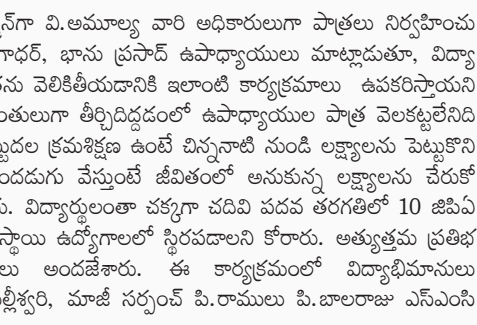 న్‌గా వి.అమూల్య వారి అధికారులుగా పాత్రలు నిర్వహించు
గాధర్, భాను ప్రసాద్ ఉపాధ్యాయులు మాట్లాడుతూ, విద్యా
ను వెలికితీయడానికి ఇలాంటి కార్యక్రమాలు ఉపకరిస్తాయని
ంతులుగా తీర్చిదిద్దడంలో ఉపాధ్యాయుల పాత్ర వెలకట్టలేనిది
ట్టుదల క్రమశిక్షణ ఉంటే చిన్ననాటి నుండి లక్ష్యాలను పెట్టుకొని
ందడుగు వేస్తుంటే జీవితంలో అనుకున్న లక్ష్యాలను చేరుకో
. విద్యార్థులంతా చక్కగా చదివి పదవ తరగతిలో 10 జిపిఏ
స్థాయి ఉద్యోగాలలో స్థిరపడాలని కోరారు. అత్యుత్తమ ప్రతిభ
లు అందజేశారు. ఈ కార్యక్రమంలో విద్యాభిమానులు
ల్లీశ్వరి, మాజీ సర్పంచ్ పి.రాములు పి.బాలరాజు ఎస్ఎంసి